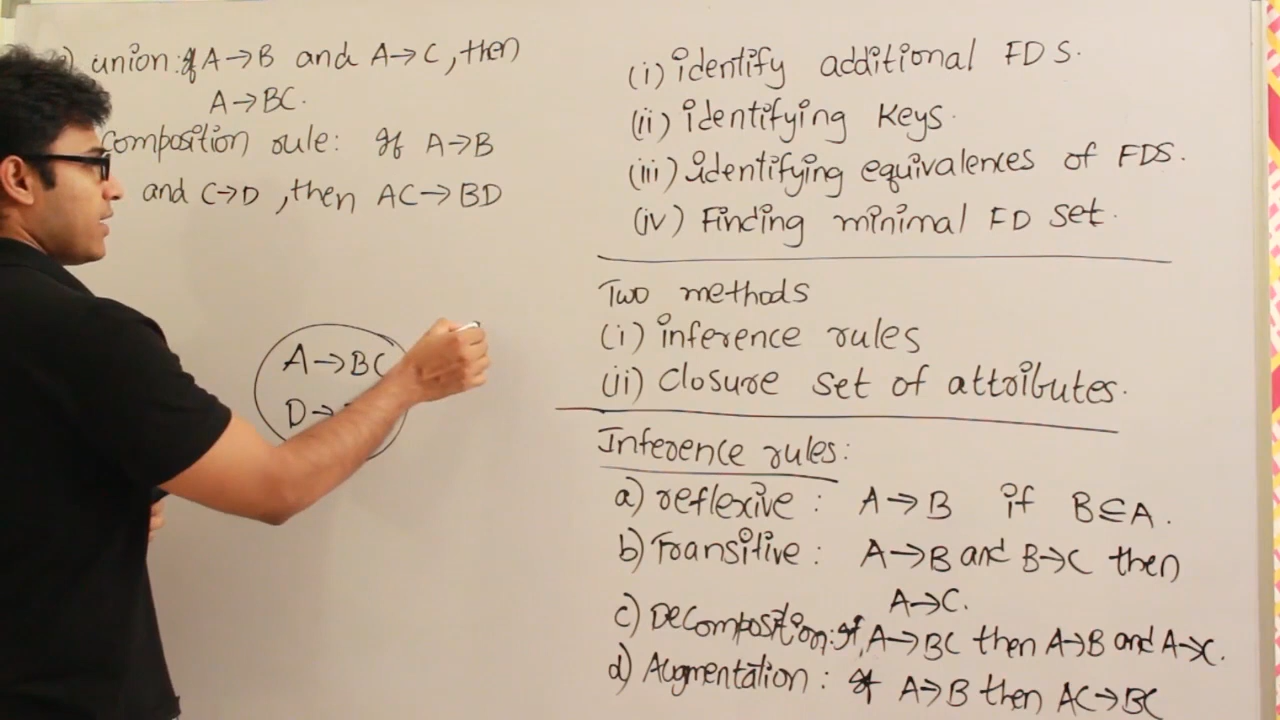 union: if A→B and A→C, then
A→BC.
Composition rule: If A→B
and C→D, then AC→BD
A→BC
D→
(i) identify additional FDS.
(ii) identifying Keys.
(iii) identifying equivalences of FDS.
(iv) Finding minimal FD set.
Two methods
(i) inference rules
(ii) Closure set of attributes.
Inference rules:
a) reflexive : A→B if B⊆A.
b) Transitive : A→B and B→C then
A→C.
c) Decomposition: if, A→BC then A→B and A→C.
d) Augmentation : If A→B then AC→BC